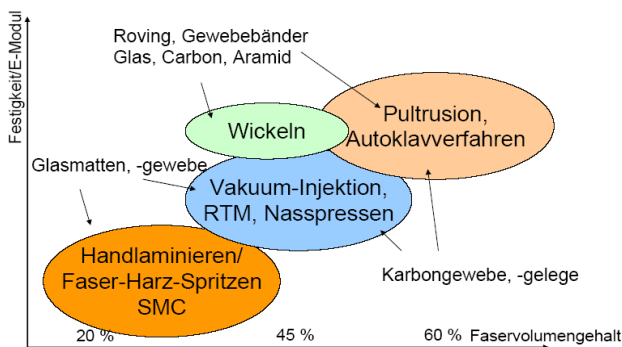 Festigkeit/E-Modul
Roving, Gewebebänder
Glas, Carbon, Aramid
Pultrusion,
Autoklavverfahren
Wickeln
Glasmatten, -gewebe
Vakuum-Injektion,
RTM, Nasspressen
Handlaminieren/
Faser-Harz-Spritzen
SMC
Karbongewebe, -gelege
20 % 45 % 60 % Faservolumengehalt